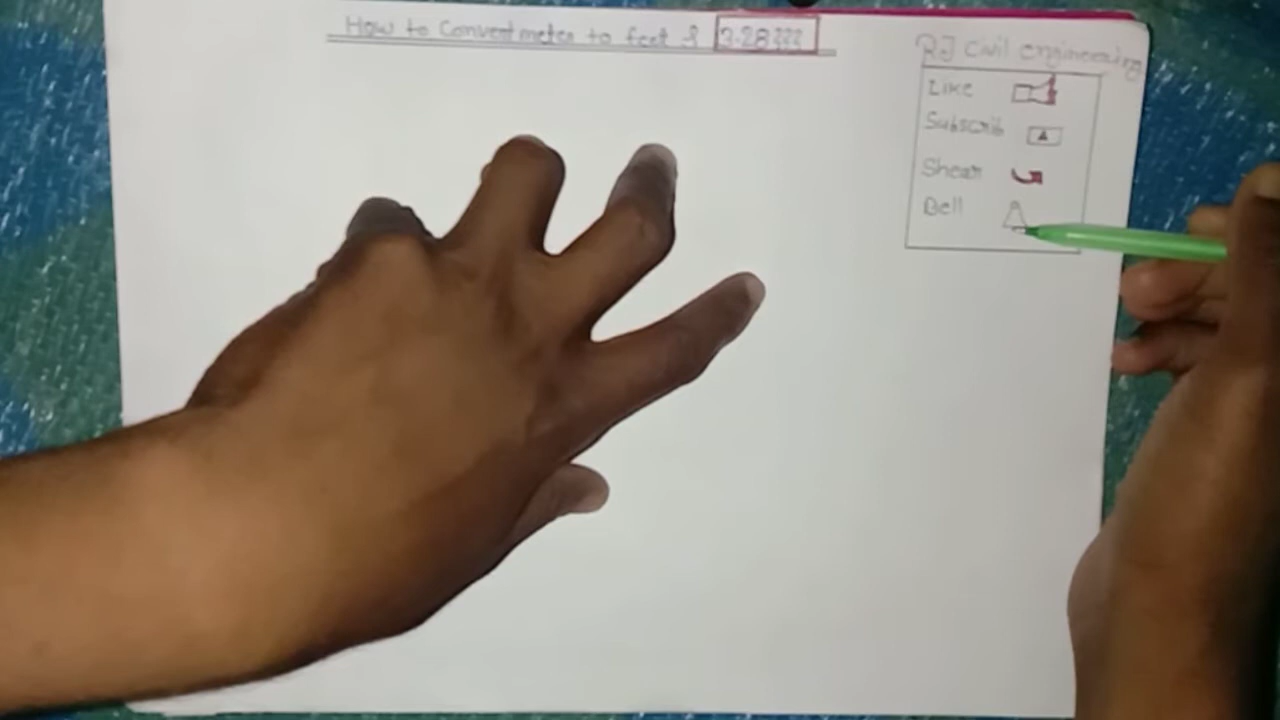 How to Convert meter to feet & 3.28???
RJ Civil engineering
Like
Subscrib
Shear
Bell